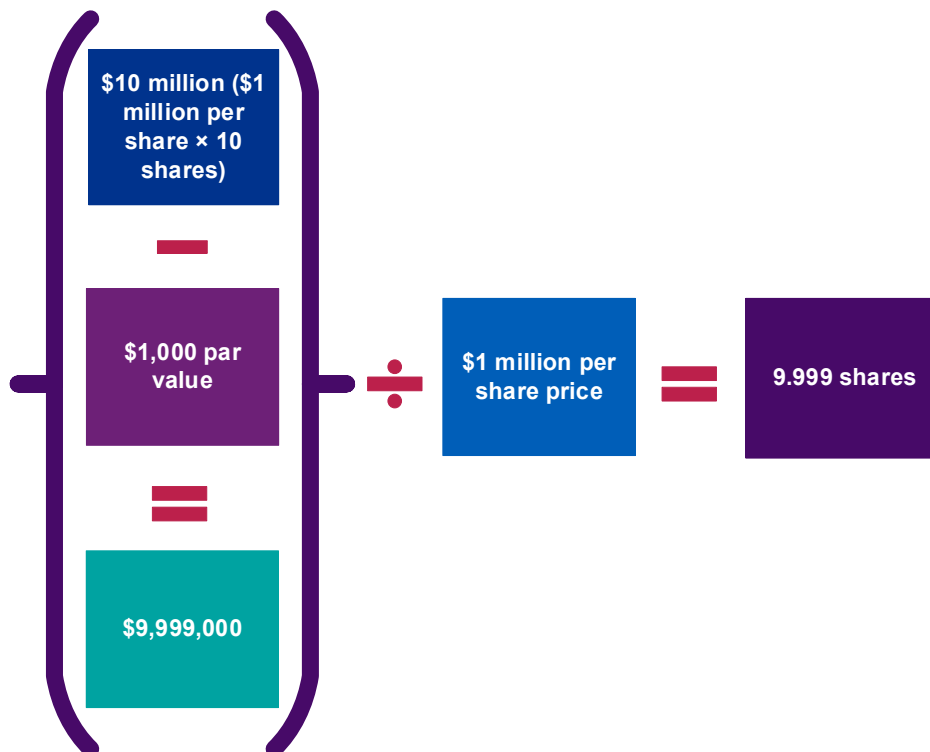 $10 million ($1
million per
share × 10
shares)
$1,000 par
value
$9,999,000
$1 million per
share price
9.999 shares